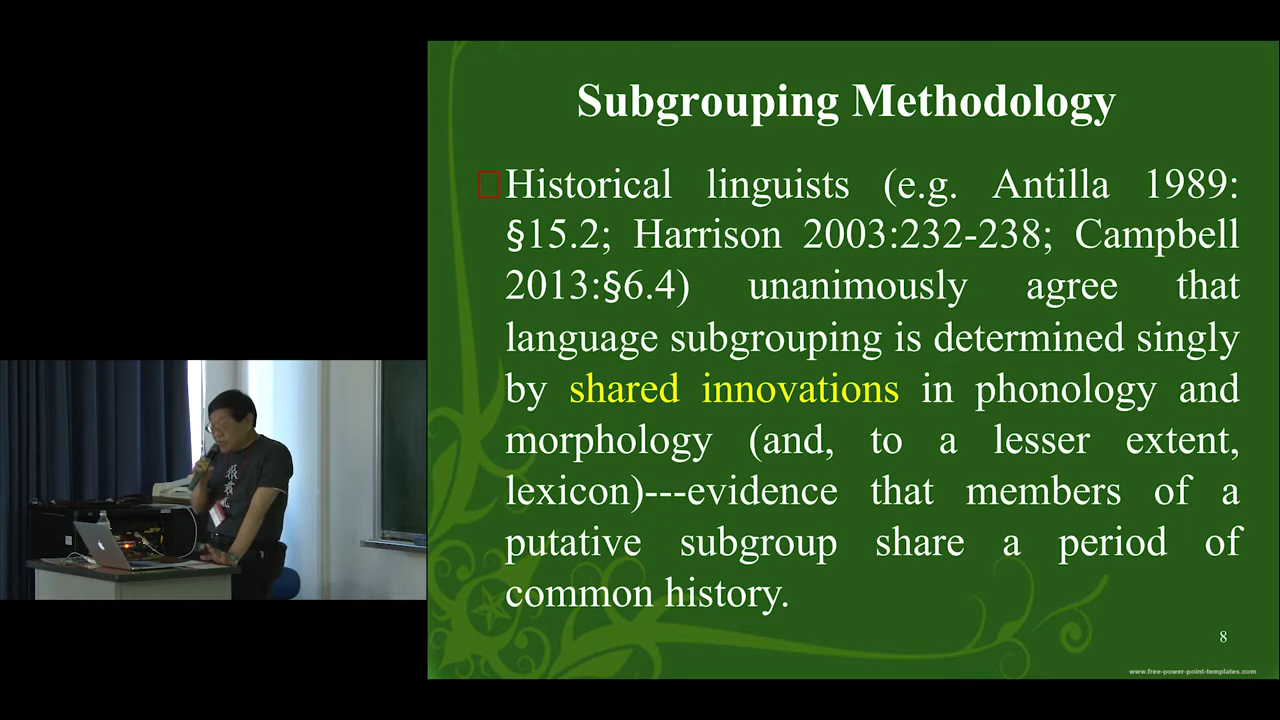 Subgrouping Methodology
Historical linguists (e.g. Antilla 1989:
§15.2; Harrison 2003:232-238; Campbell
2013:§6.4) unanimously agree that
language subgrouping is determined singly
by shared innovations in phonology and
morphology (and, to a lesser extent,
lexicon)---evidence that members of a
putative subgroup share a period of
common history.
8
www.free-power-point-templates.com